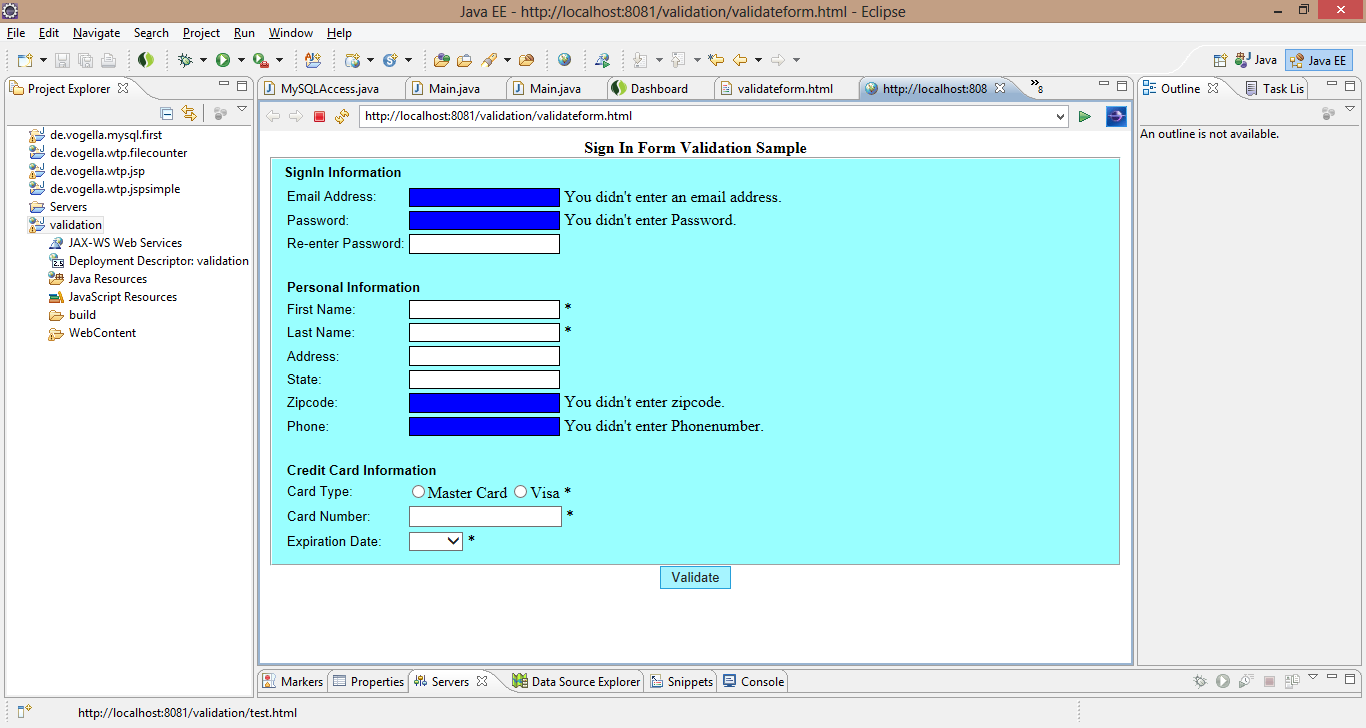 Java EE - http://localhost:8081/validation/validateform.html - Eclipse
File Edit Navigate Search Project Run Window Help
Java Java EE
Project Explorer
MySQLAccess.java Main.java Main.java Dashboard validateform.html http://localhost:808 »8
Outline Task Lis
http://localhost:8081/validation/validateform.html
An outline is not available.
de.vogella.mysql.first
de.vogella.wtp.filecounter
de.vogella.wtp.jsp
de.vogella.wtp.jspsimple
Servers
validation
JAX-WS Web Services
Deployment Descriptor: validation
Java Resources
JavaScript Resources
build
WebContent
Sign In Form Validation Sample
SignIn Information
Email Address: You didn't enter an email address.
Password: You didn't enter Password.
Re-enter Password:
Personal Information
First Name: *
Last Name: *
Address:
State:
Zipcode: You didn't enter zipcode.
Phone: You didn't enter Phonenumber.
Credit Card Information
Card Type: Master Card Visa *
Card Number: *
Expiration Date: *
Validate
Markers Properties Servers Data Source Explorer Snippets Console
http://localhost:8081/validation/test.html